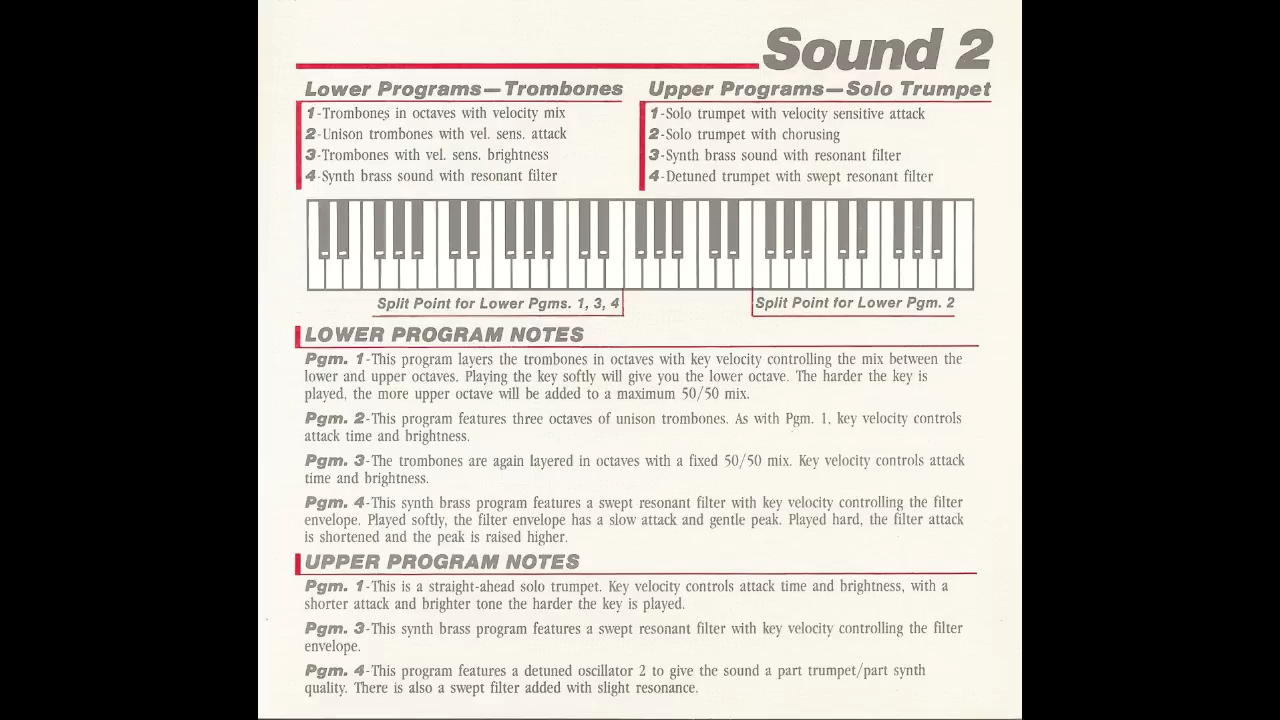 Sound 2
Lower Programs—Trombones
1-Trombones in octaves with velocity mix
2-Unison trombones with vel. sens. attack
3-Trombones with vel. sens. brightness
4-Synth brass sound with resonant filter
Upper Programs—Solo Trumpet
1-Solo trumpet with velocity sensitive attack
2-Solo trumpet with chorusing
3-Synth brass sound with resonant filter
4-Detuned trumpet with swept resonant filter
Split Point for Lower Pgms. 1, 3, 4
Split Point for Lower Pgm. 2
LOWER PROGRAM NOTES
Pgm. 1-This program layers the trombones in octaves with key velocity controlling the mix between the
lower and upper octaves. Playing the key softly will give you the lower octave. The harder the key is
played, the more upper octave will be added to a maximum 50/50 mix.
Pgm. 2-This program features three octaves of unison trombones. As with Pgm. 1, key velocity controls
attack time and brightness.
Pgm. 3-The trombones are again layered in octaves with a fixed 50/50 mix. Key velocity controls attack
time and brightness.
Pgm. 4-This synth brass program features a swept resonant filter with key velocity controlling the filter
envelope. Played softly, the filter envelope has a slow attack and gentle peak. Played hard, the filter attack
is shortened and the peak is raised higher.
UPPER PROGRAM NOTES
Pgm. 1-This is a straight-ahead solo trumpet. Key velocity controls attack time and brightness, with a
shorter attack and brighter tone the harder the key is played.
Pgm. 3-This synth brass program features a swept resonant filter with key velocity controlling the filter
envelope.
Pgm. 4-This program features a detuned oscillator 2 to give the sound a part trumpet/part synth
quality. There is also a swept filter added with slight resonance.